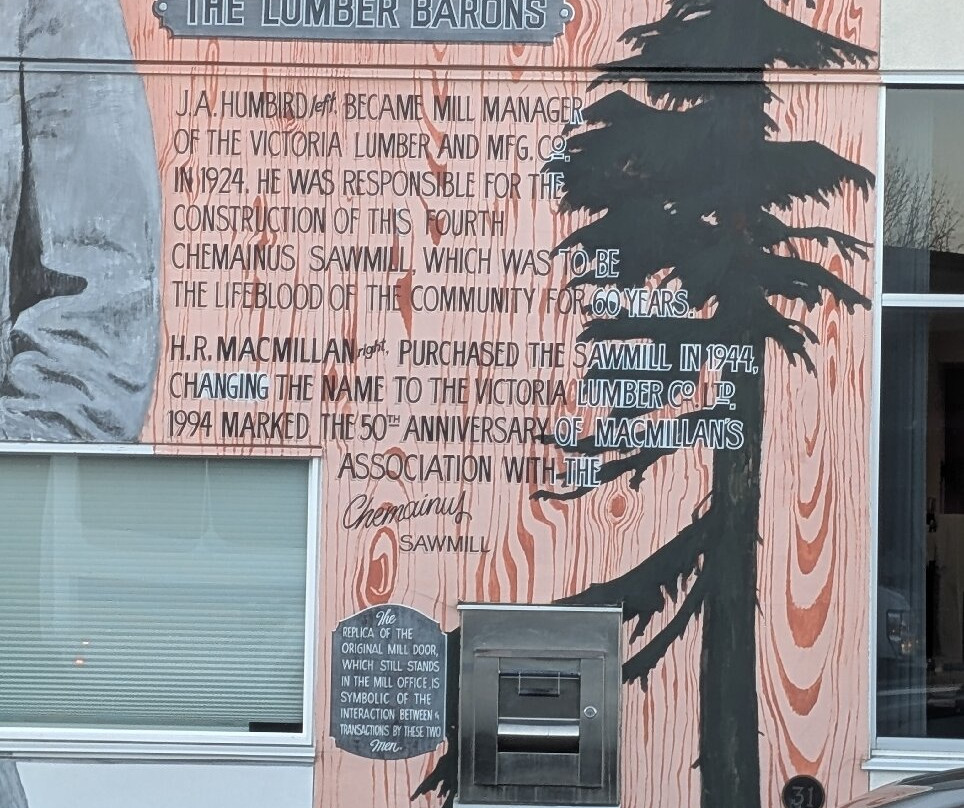 THE LUMBER BARONS
J.A. HUMBIRD left, BECAME MILL MANAGER
OF THE VICTORIA LUMBER AND MFG. CO.
IN 1924. HE WAS RESPONSIBLE FOR THE
CONSTRUCTION OF THIS FOURTH
CHEMAINUS SAWMILL, WHICH WAS TO BE
THE LIFEBLOOD OF THE COMMUNITY FOR 60 YEARS.
H.R. MACMILLAN right, PURCHASED THE SAWMILL IN 1944,
CHANGING THE NAME TO THE VICTORIA LUMBER CO. LTD.
1994 MARKED THE 50TH ANNIVERSARY OF MACMILLAN'S
ASSOCIATION WITH THE
Chemainus
SAWMILL
The
REPLICA OF THE
ORIGINAL MILL DOOR,
WHICH STILL STANDS
IN THE MILL OFFICE, IS
SYMBOLIC OF THE
INTERACTION BETWEEN &
TRANSACTIONS BY THESE TWO
men.
31